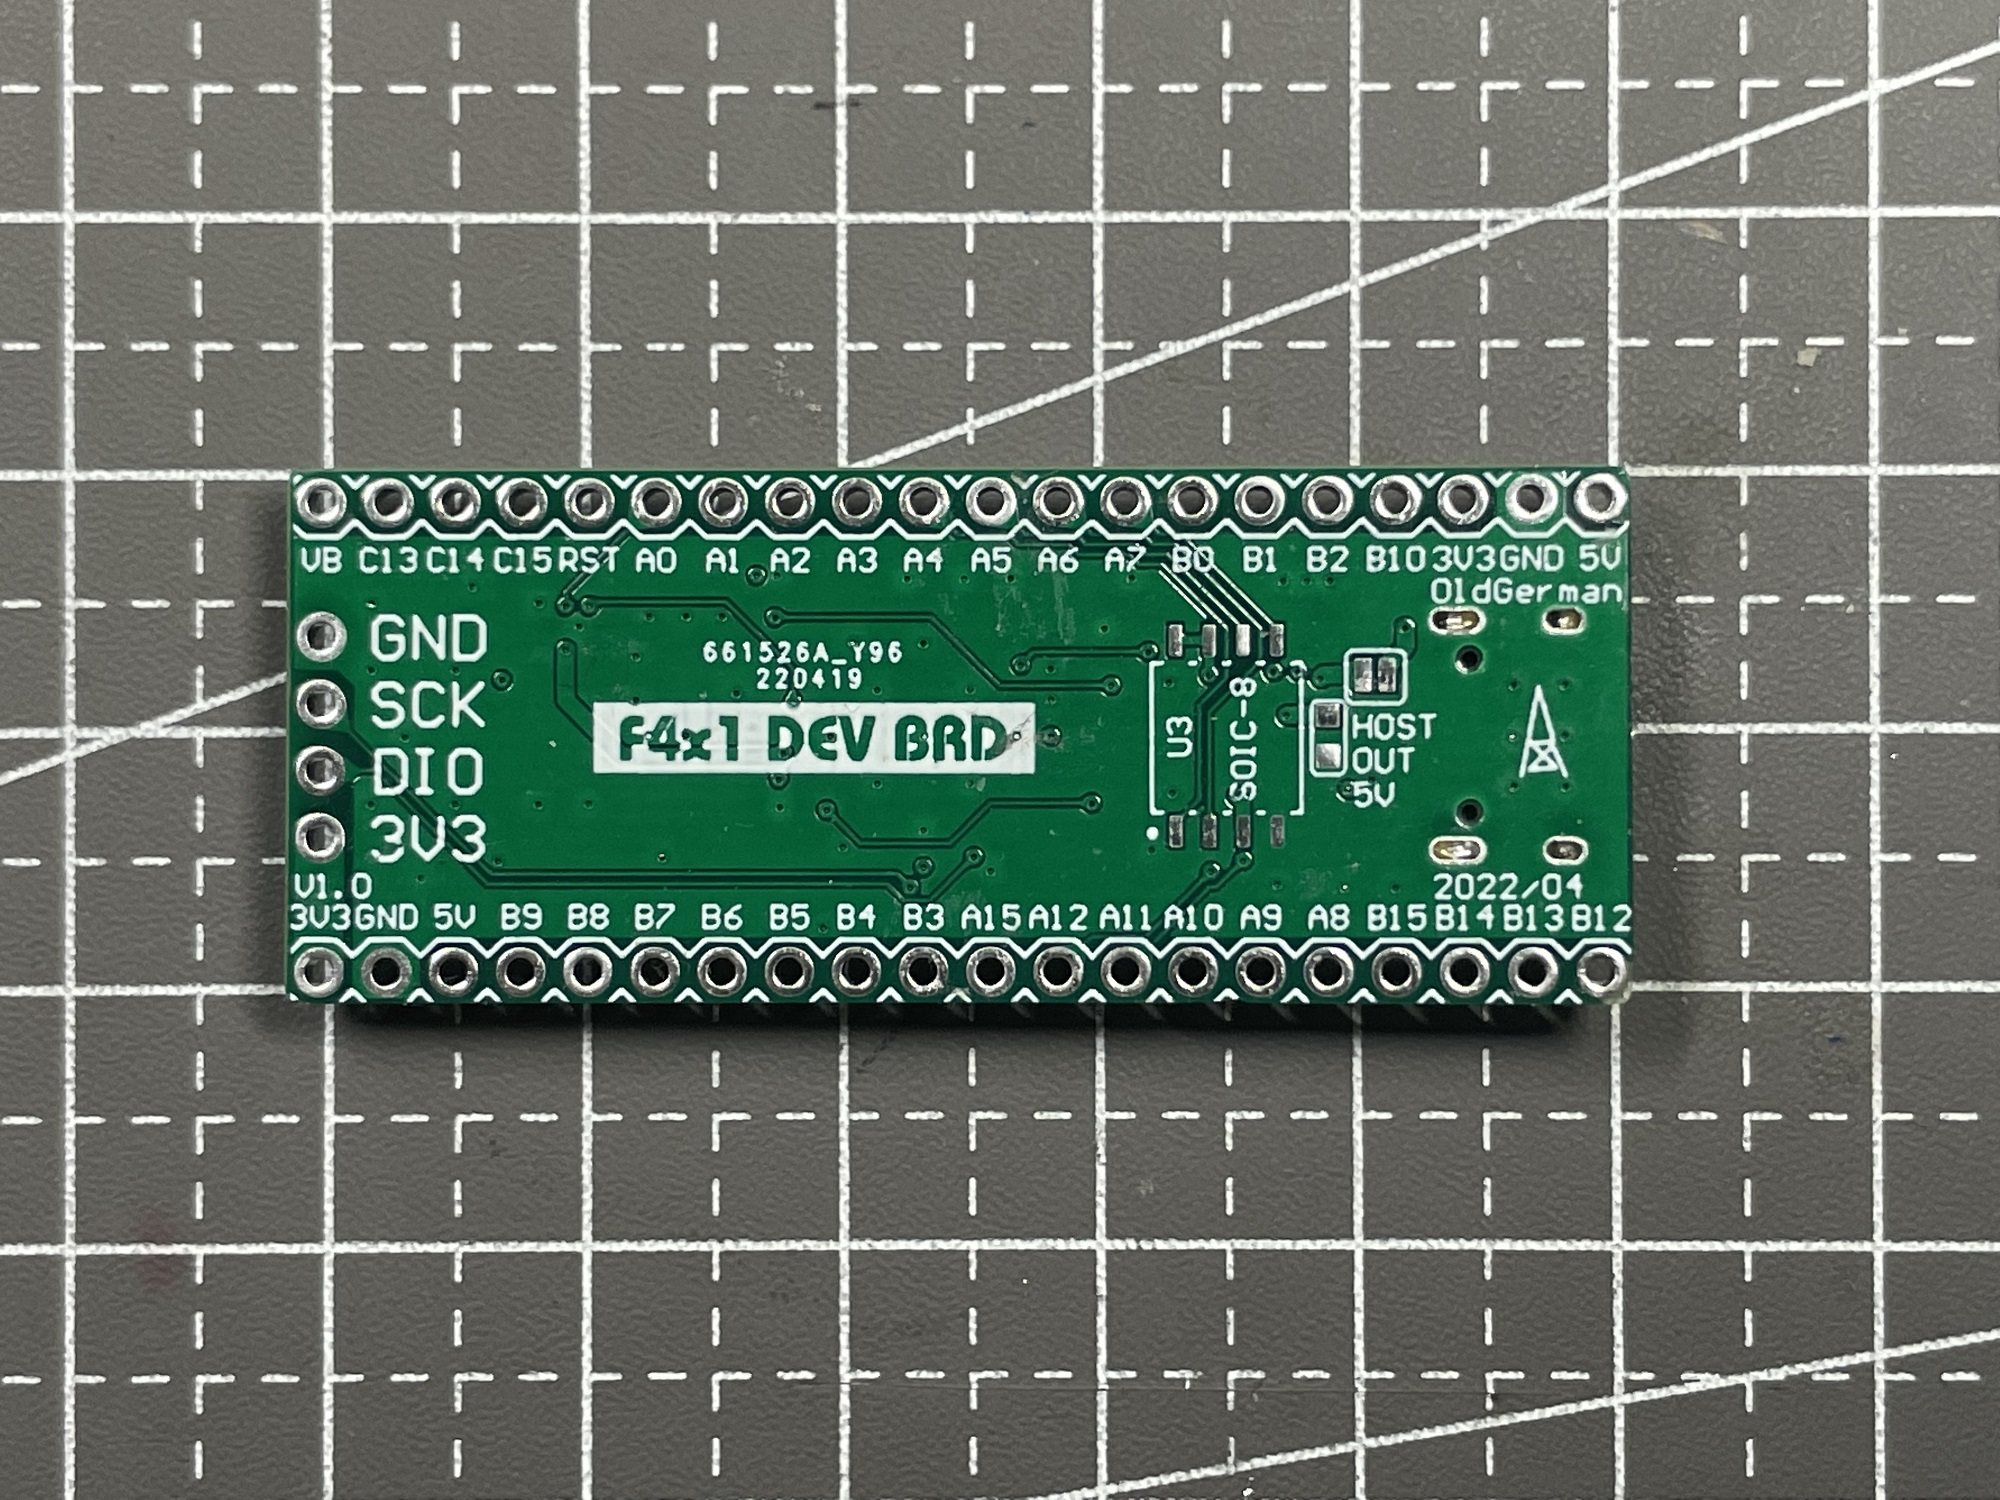 VB C13 C14 C15 RST A0 A1 A2 A3 A4 A5 A6 A7 B0 B1 B2 B10 3V3 GND 5V
OldGerman
GND
SCK
DIO
3V3
661526A_Y96
220419
F4x1 DEV BRD
U3
SOIC-8
HOST
OUT
5V
V1.0
2022/04
3V3 GND 5V B9 B8 B7 B6 B5 B4 B3 A15 A12 A11 A10 A9 A8 B15 B14 B13 B12